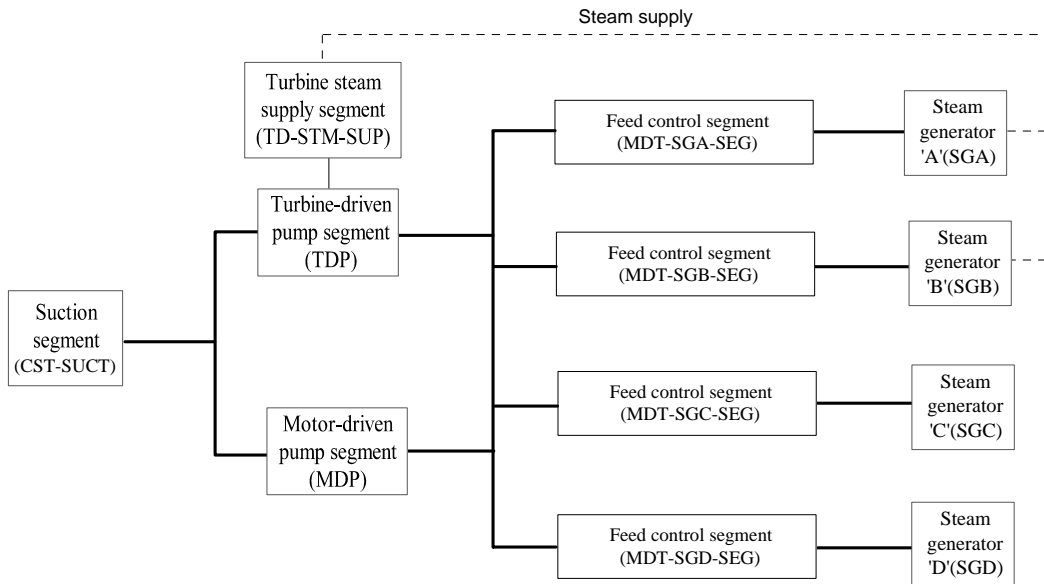 Steam supply
Turbine steam
supply segment
(TD-STM-SUP)
Turbine-driven
pump segment
(TDP)
Suction
segment
(CST-SUCT)
Motor-driven
pump segment
(MDP)
Feed control segment
(MDT-SGA-SEG)
Steam
generator
'A'(SGA)
Feed control segment
(MDT-SGB-SEG)
Steam
generator
'B'(SGB)
Feed control segment
(MDT-SGC-SEG)
Steam
generator
'C'(SGC)
Feed control segment
(MDT-SGD-SEG)
Steam
generator
'D'(SGD)